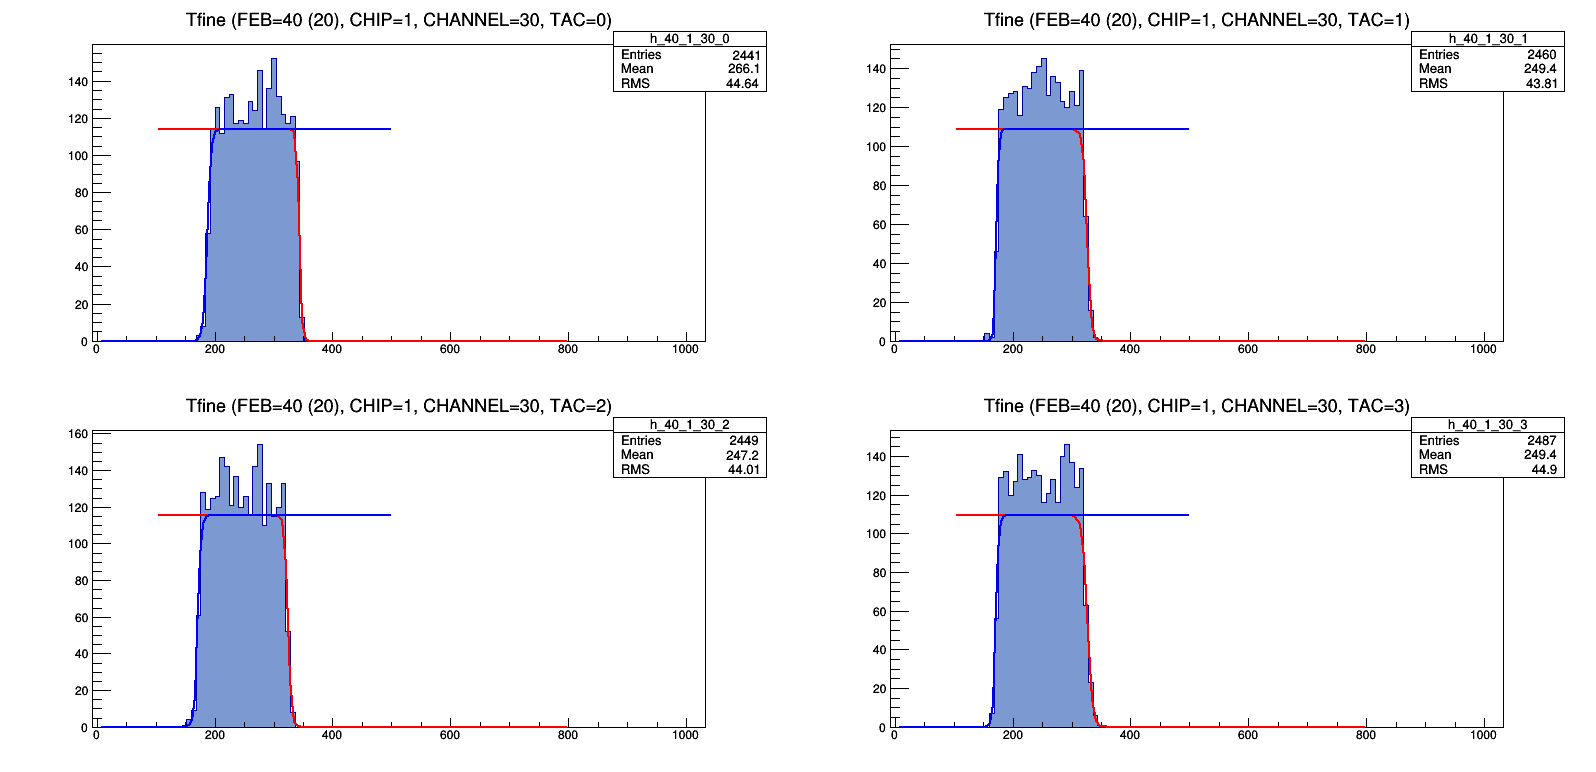 Tfine (FEB=40 (20), CHIP=1, CHANNEL=30, TAC=0)
h_40_1_30_0
Entries 2441
Mean 266.1
RMS 44.64
140
120
100
80
60
40
20
0
0 200 400 600 800 1000
Tfine (FEB=40 (20), CHIP=1, CHANNEL=30, TAC=1)
h_40_1_30_1
Entries 2460
Mean 249.4
RMS 43.81
140
120
100
80
60
40
20
0
0 200 400 600 800 1000
Tfine (FEB=40 (20), CHIP=1, CHANNEL=30, TAC=2)
h_40_1_30_2
Entries 2449
Mean 247.2
RMS 44.01
160
140
120
100
80
60
40
20
0
0 200 400 600 800 1000
Tfine (FEB=40 (20), CHIP=1, CHANNEL=30, TAC=3)
h_40_1_30_3
Entries 2487
Mean 249.4
RMS 44.9
140
120
100
80
60
40
20
0
0 200 400 600 800 1000